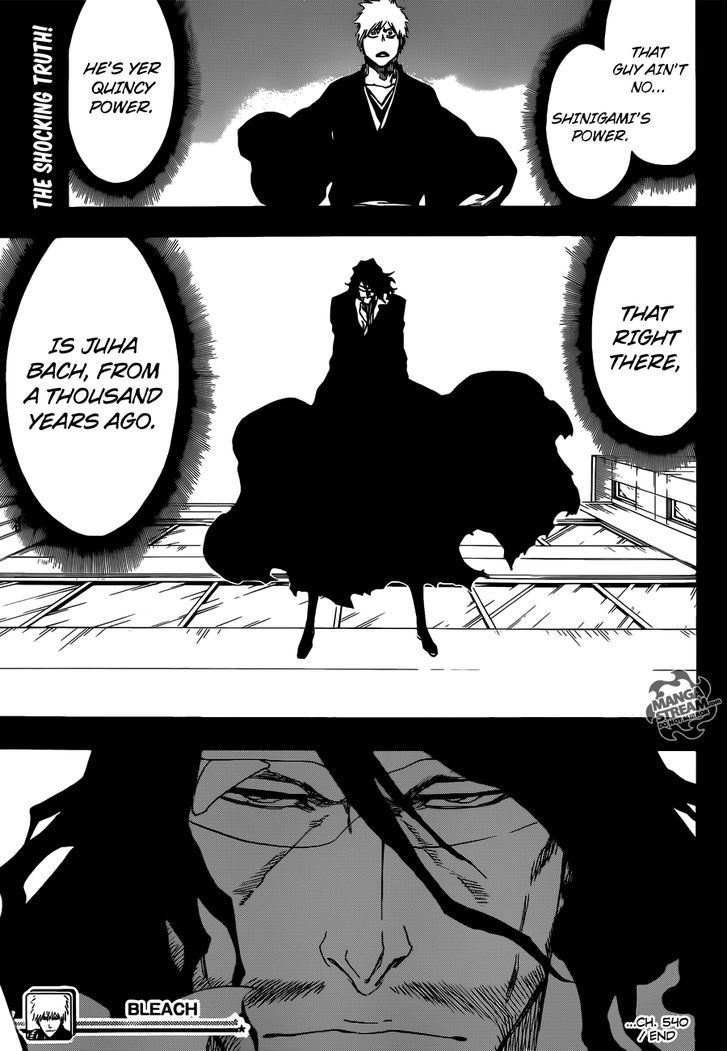 THAT
GUY AIN'T
NO...
SHINIGAMI'S
POWER.
HE'S YER
QUINCY
POWER.
THE SHOCKING TRUTH!
THAT
RIGHT
THERE,
IS JUHA
BACH, FROM
A THOUSAND
YEARS AGO.
MANGA
STREAM
BLEACH
...CH. 540
/ END